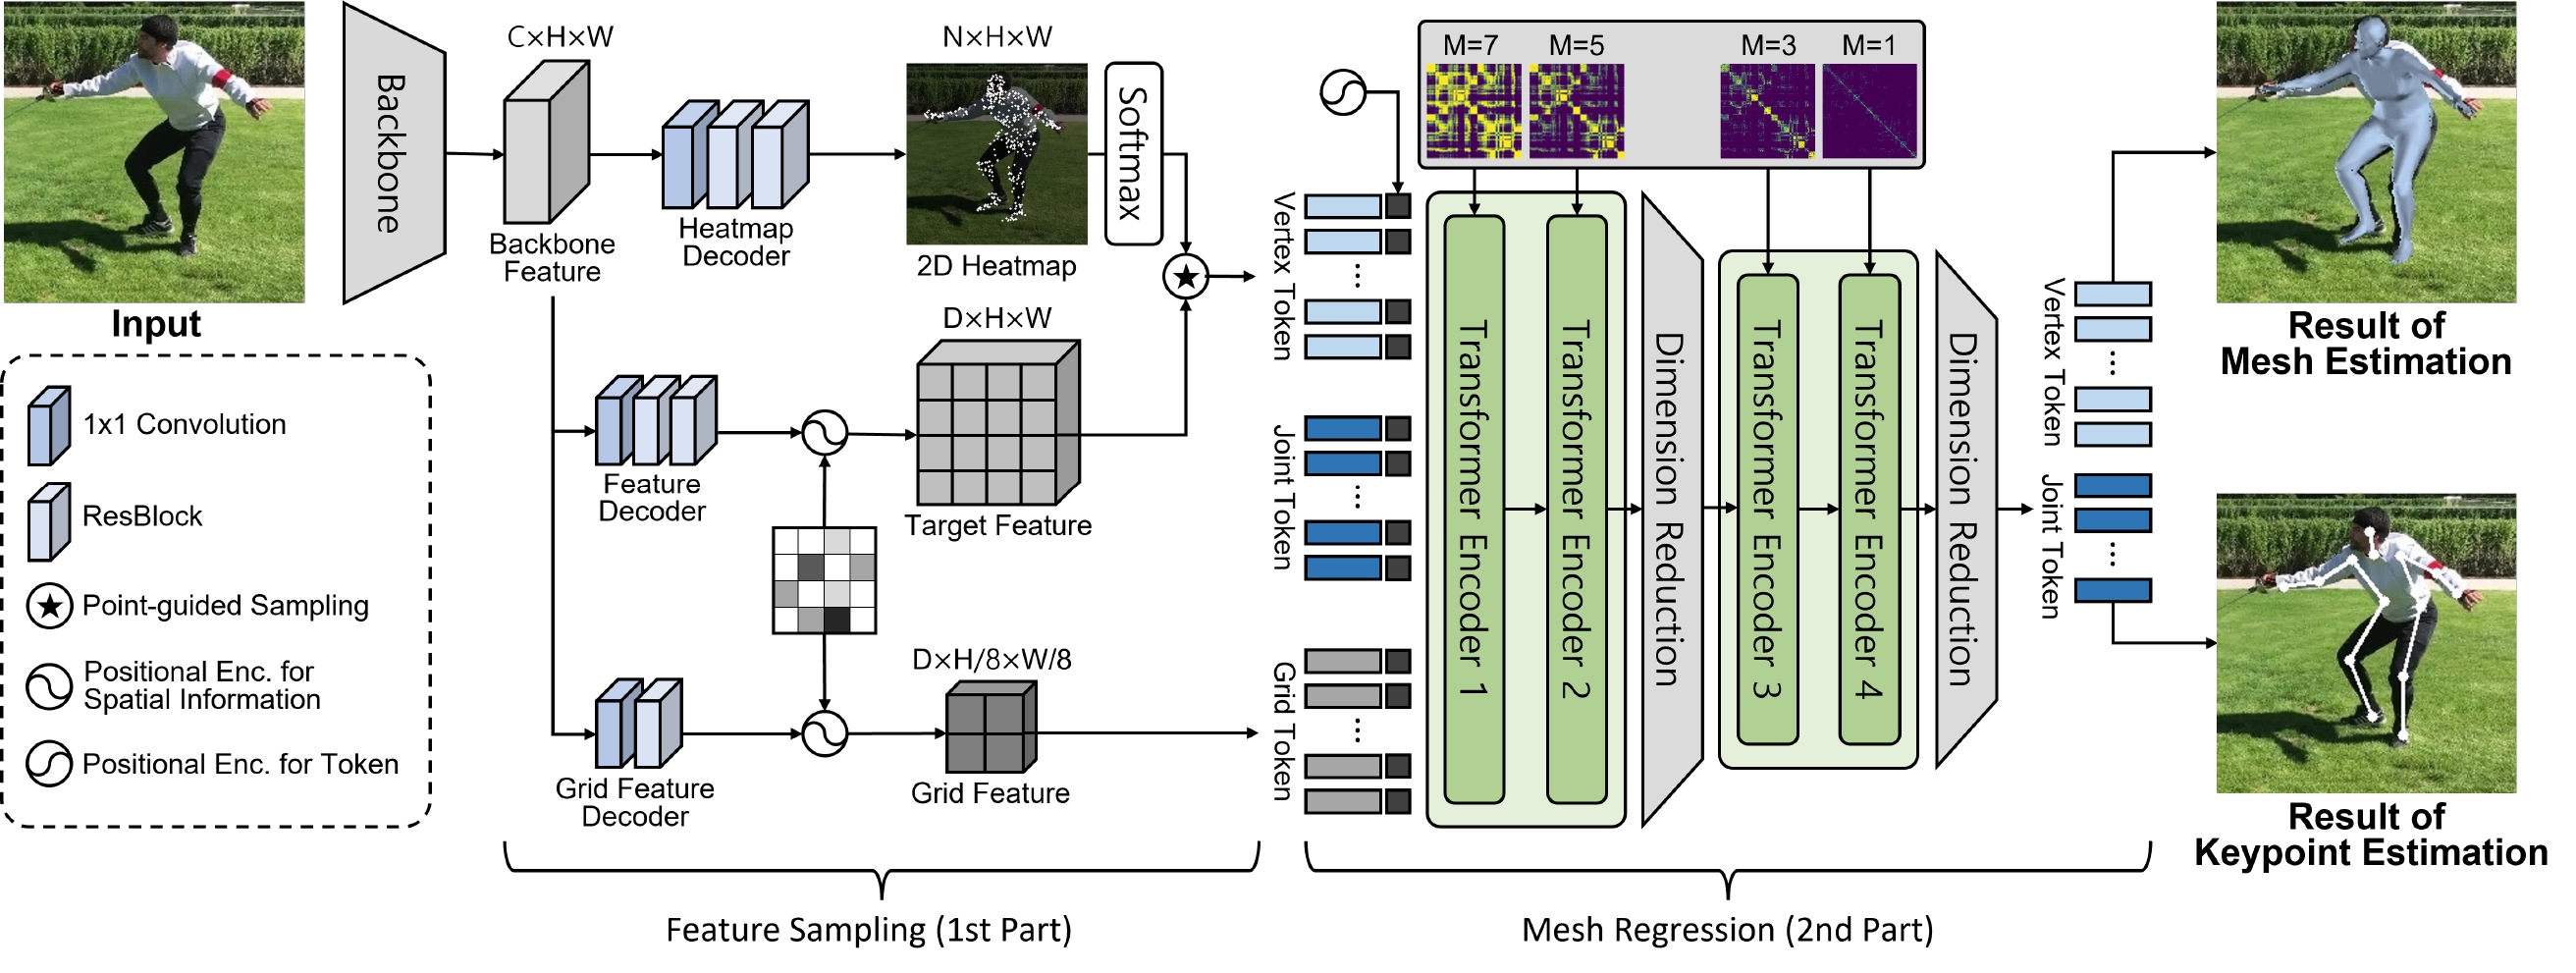 Input
1x1 Convolution
ResBlock
Point-guided Sampling
Positional Enc. for
Spatial Information
Positional Enc. for Token
Backbone
C×H×W
Backbone
Feature
Heatmap
Decoder
N×H×W
2D Heatmap
Softmax
Feature
Decoder
D×H×W
Target Feature
Grid Feature
Decoder
D×H/8×W/8
Grid Feature
Feature Sampling (1st Part)
M=7
M=5
M=3
M=1
Vertex Token
Joint Token
Grid Token
Transformer Encoder 1
Transformer Encoder 2
Dimension Reduction
Transformer Encoder 3
Transformer Encoder 4
Dimension Reduction
Vertex Token
Joint Token
Mesh Regression (2nd Part)
Result of
Mesh Estimation
Result of
Keypoint Estimation